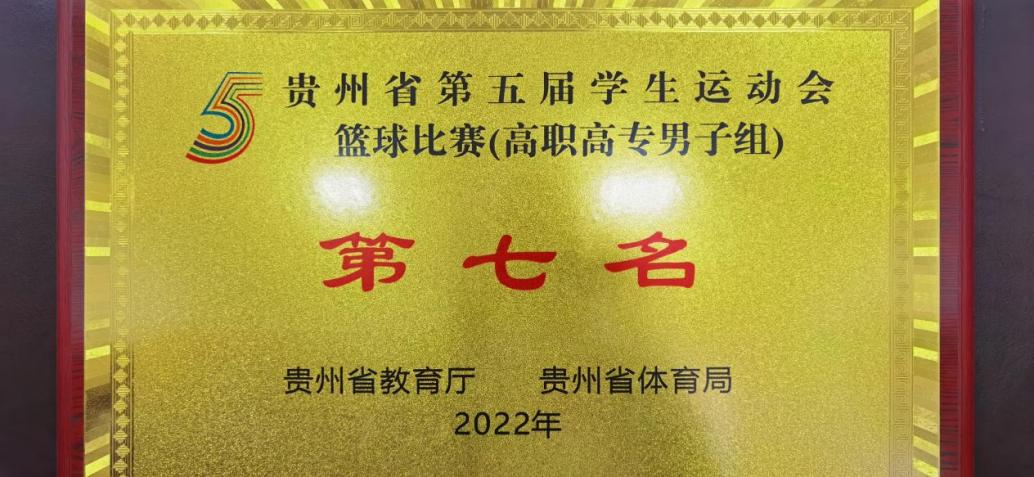 5 贵州省第五届学生运动会
篮球比赛(高职高专男子组)
第七名
贵州省教育厅 贵州省体育局
2022年